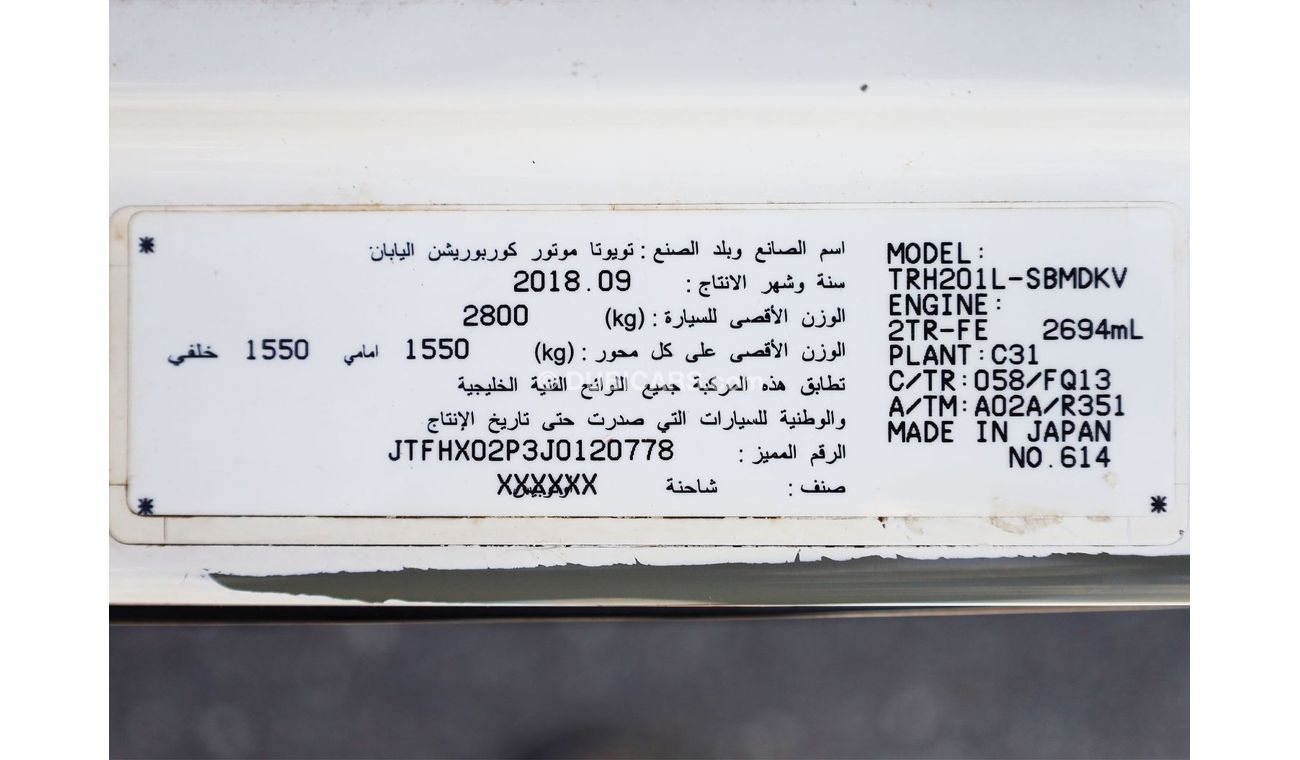 اسم الصانع وبلد الصنع : تويوتا موتور كوربوريشن اليابان
سنة وشهر الانتاج : 2018.09
الوزن الأقصى للسيارة : (kg) 2800
الوزن الأقصى على كل محور : (kg) 1550 امامي 1550 خلفي
تطابق هذه المركبة جميع اللوائح الفنية الخليجية
والوطنية للسيارات التي صدرت حتى تاريخ الإنتاج
الرقم المميز : JTFHX02P3J0120778
صنف : شاحنة XXXXXX
MODEL:
TRH201L-SBMDKV
ENGINE:
2TR-FE 2694mL
PLANT:C31
C/TR:058/FQ13
A/TM:A02A/R351
MADE IN JAPAN
NO.614
© DUBICARS.com